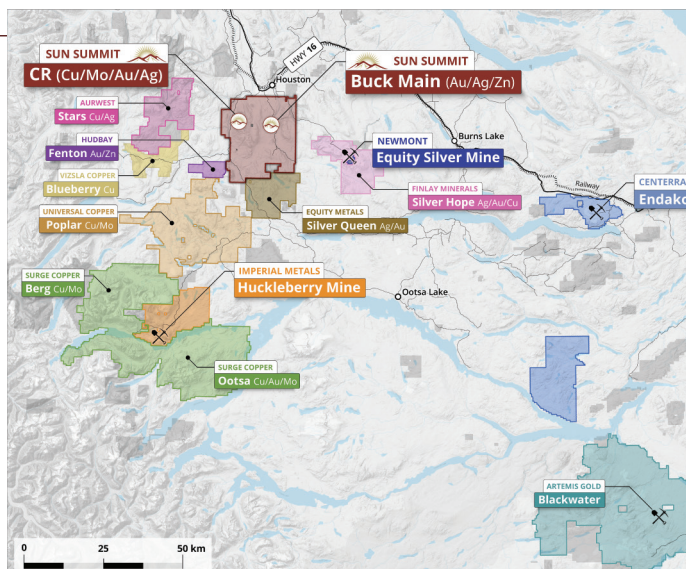 HWY 16
SUN SUMMIT
CR (Cu/Mo/Au/Ag)
SUN SUMMIT
Buck Main (Au/Ag/Zn)
Houston
AURWEST
Stars Cu/Ag
HUDBAY
Fenton Au/Zn
VIZSLA COPPER
Blueberry Cu
NEWMONT
Equity Silver Mine
Burns Lake
Railway
FINLAY MINERALS
Silver Hope Ag/Au/Cu
CENTERRA
Endako
UNIVERSAL COPPER
Poplar Cu/Mo
EQUITY METALS
Silver Queen Ag/Au
SURGE COPPER
Berg Cu/Mo
IMPERIAL METALS
Huckleberry Mine
Ootsa Lake
SURGE COPPER
Ootsa Cu/Au/Mo
ARTEMIS GOLD
Blackwater
0 25 50 km